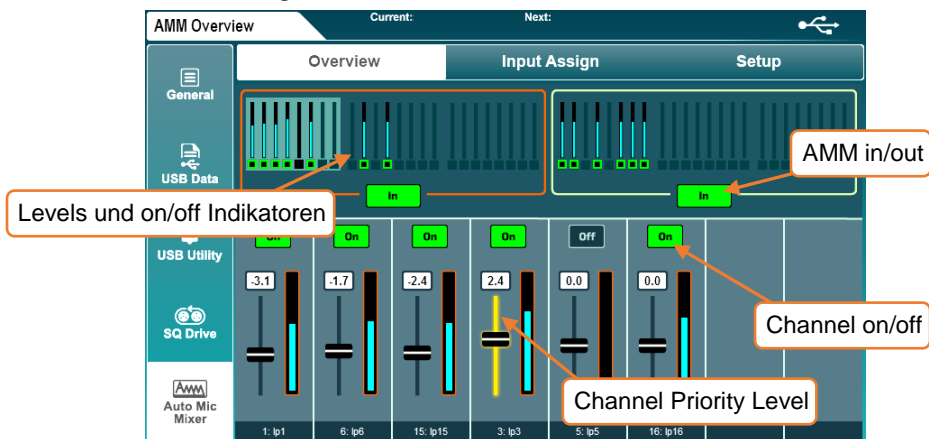 AMM Overview
Current:
Next:
Overview
Input Assign
Setup
General
USB Data
AMM in/out
In
In
Levels und on/off Indikatoren
On
On
On
On
Off
On
USB Utility
-3.1
-1.7
-2.4
2.4
0.0
0.0
SQ Drive
Channel on/off
Channel Priority Level
Auto Mic
Mixer
1: Ip1
6: Ip6
15: Ip15
3: Ip3
5: Ip5
16: Ip16